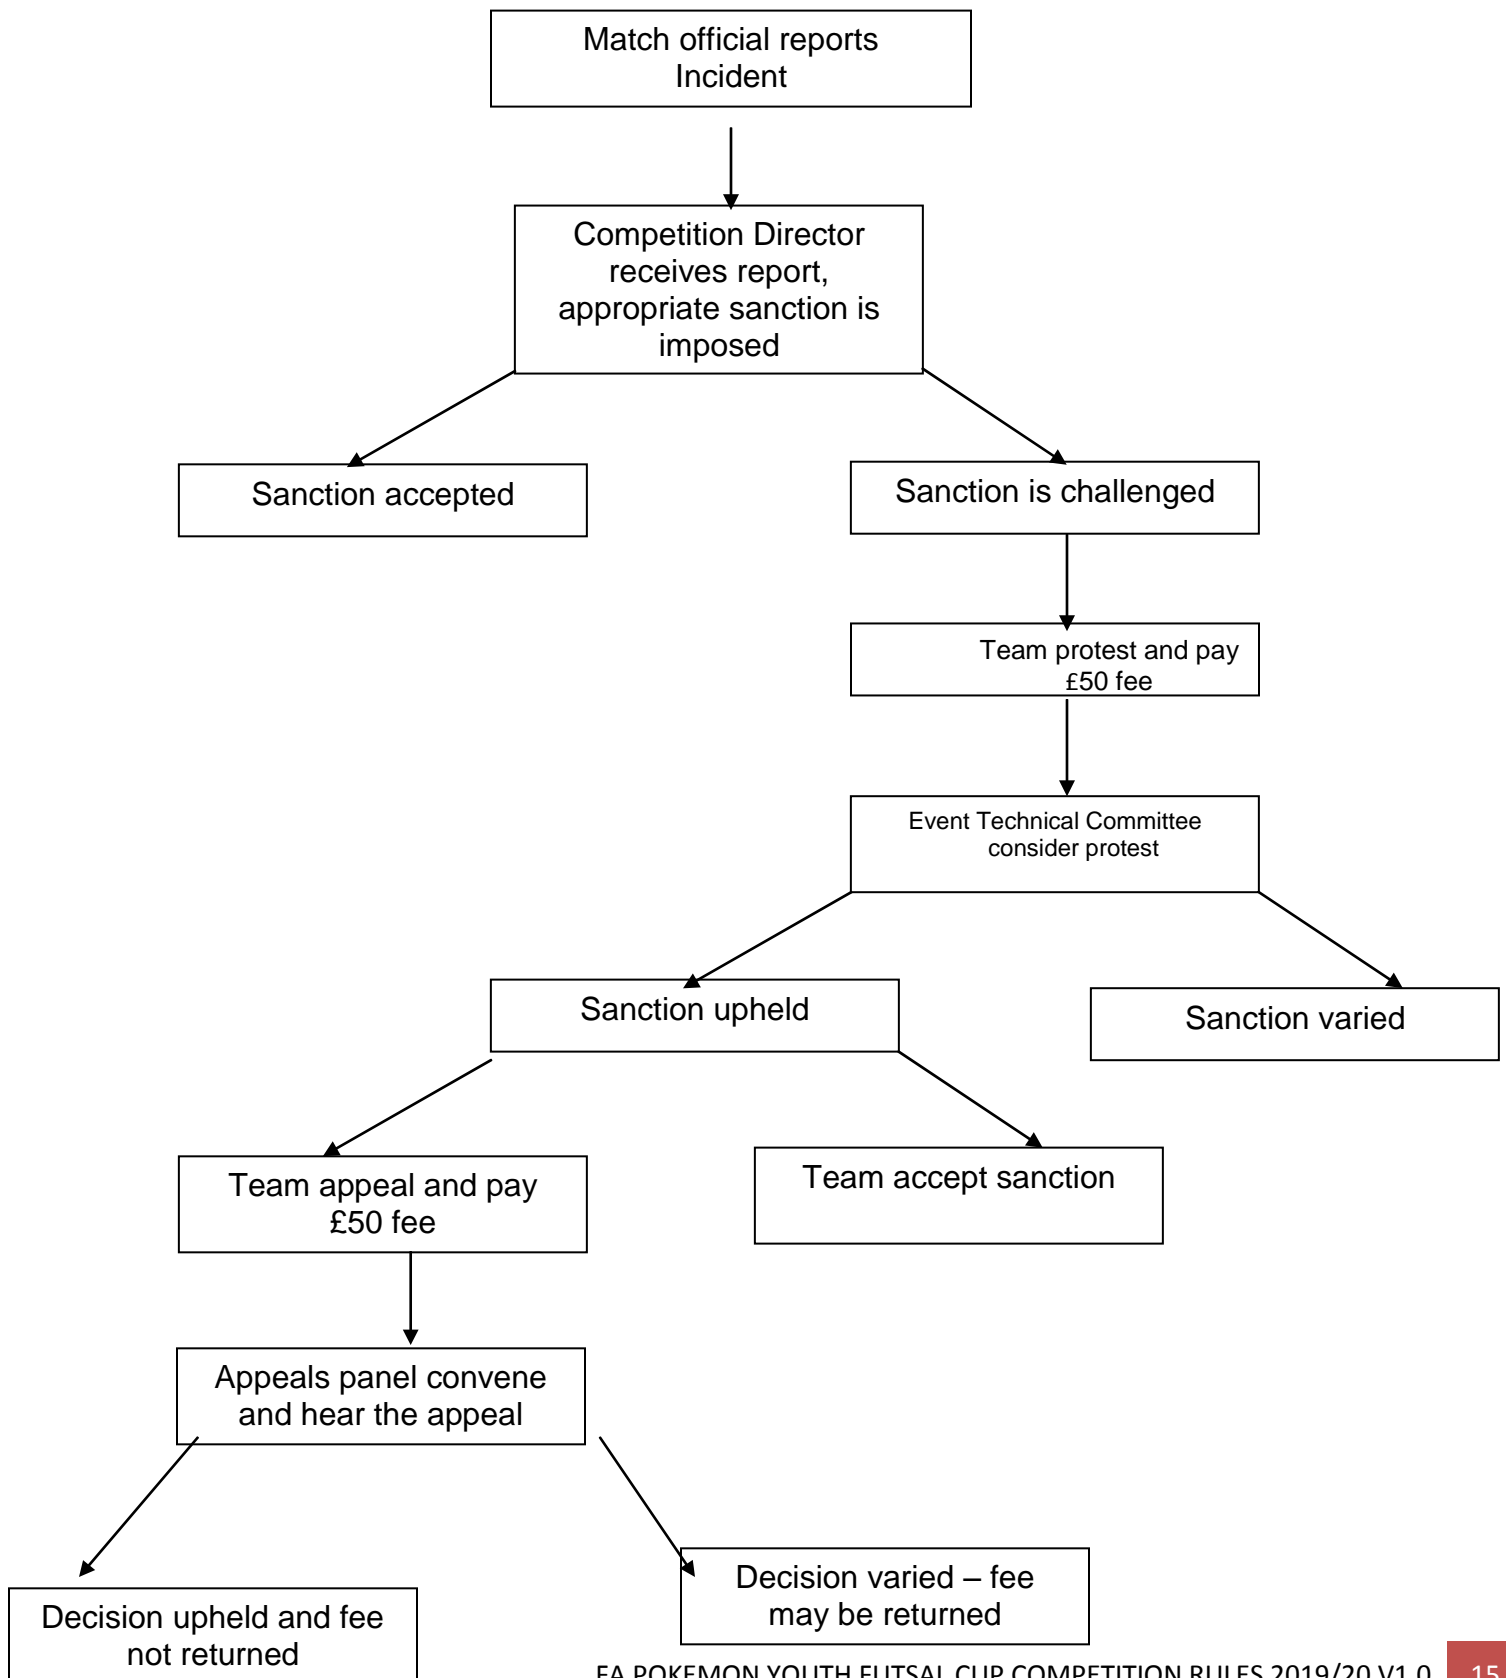 Match official reports
Incident
Competition Director
receives report,
appropriate sanction is
imposed
Sanction accepted
Sanction is challenged
Team protest and pay
£50 fee
Event Technical Committee
consider protest
Sanction upheld
Sanction varied
Team appeal and pay
£50 fee
Team accept sanction
Appeals panel convene
and hear the appeal
Decision varied – fee
may be returned
Decision upheld and fee
not returned
FA POKEMON YOUTH FUTSAL CUP COMPETITION RULES 2019/20 V1.0 15